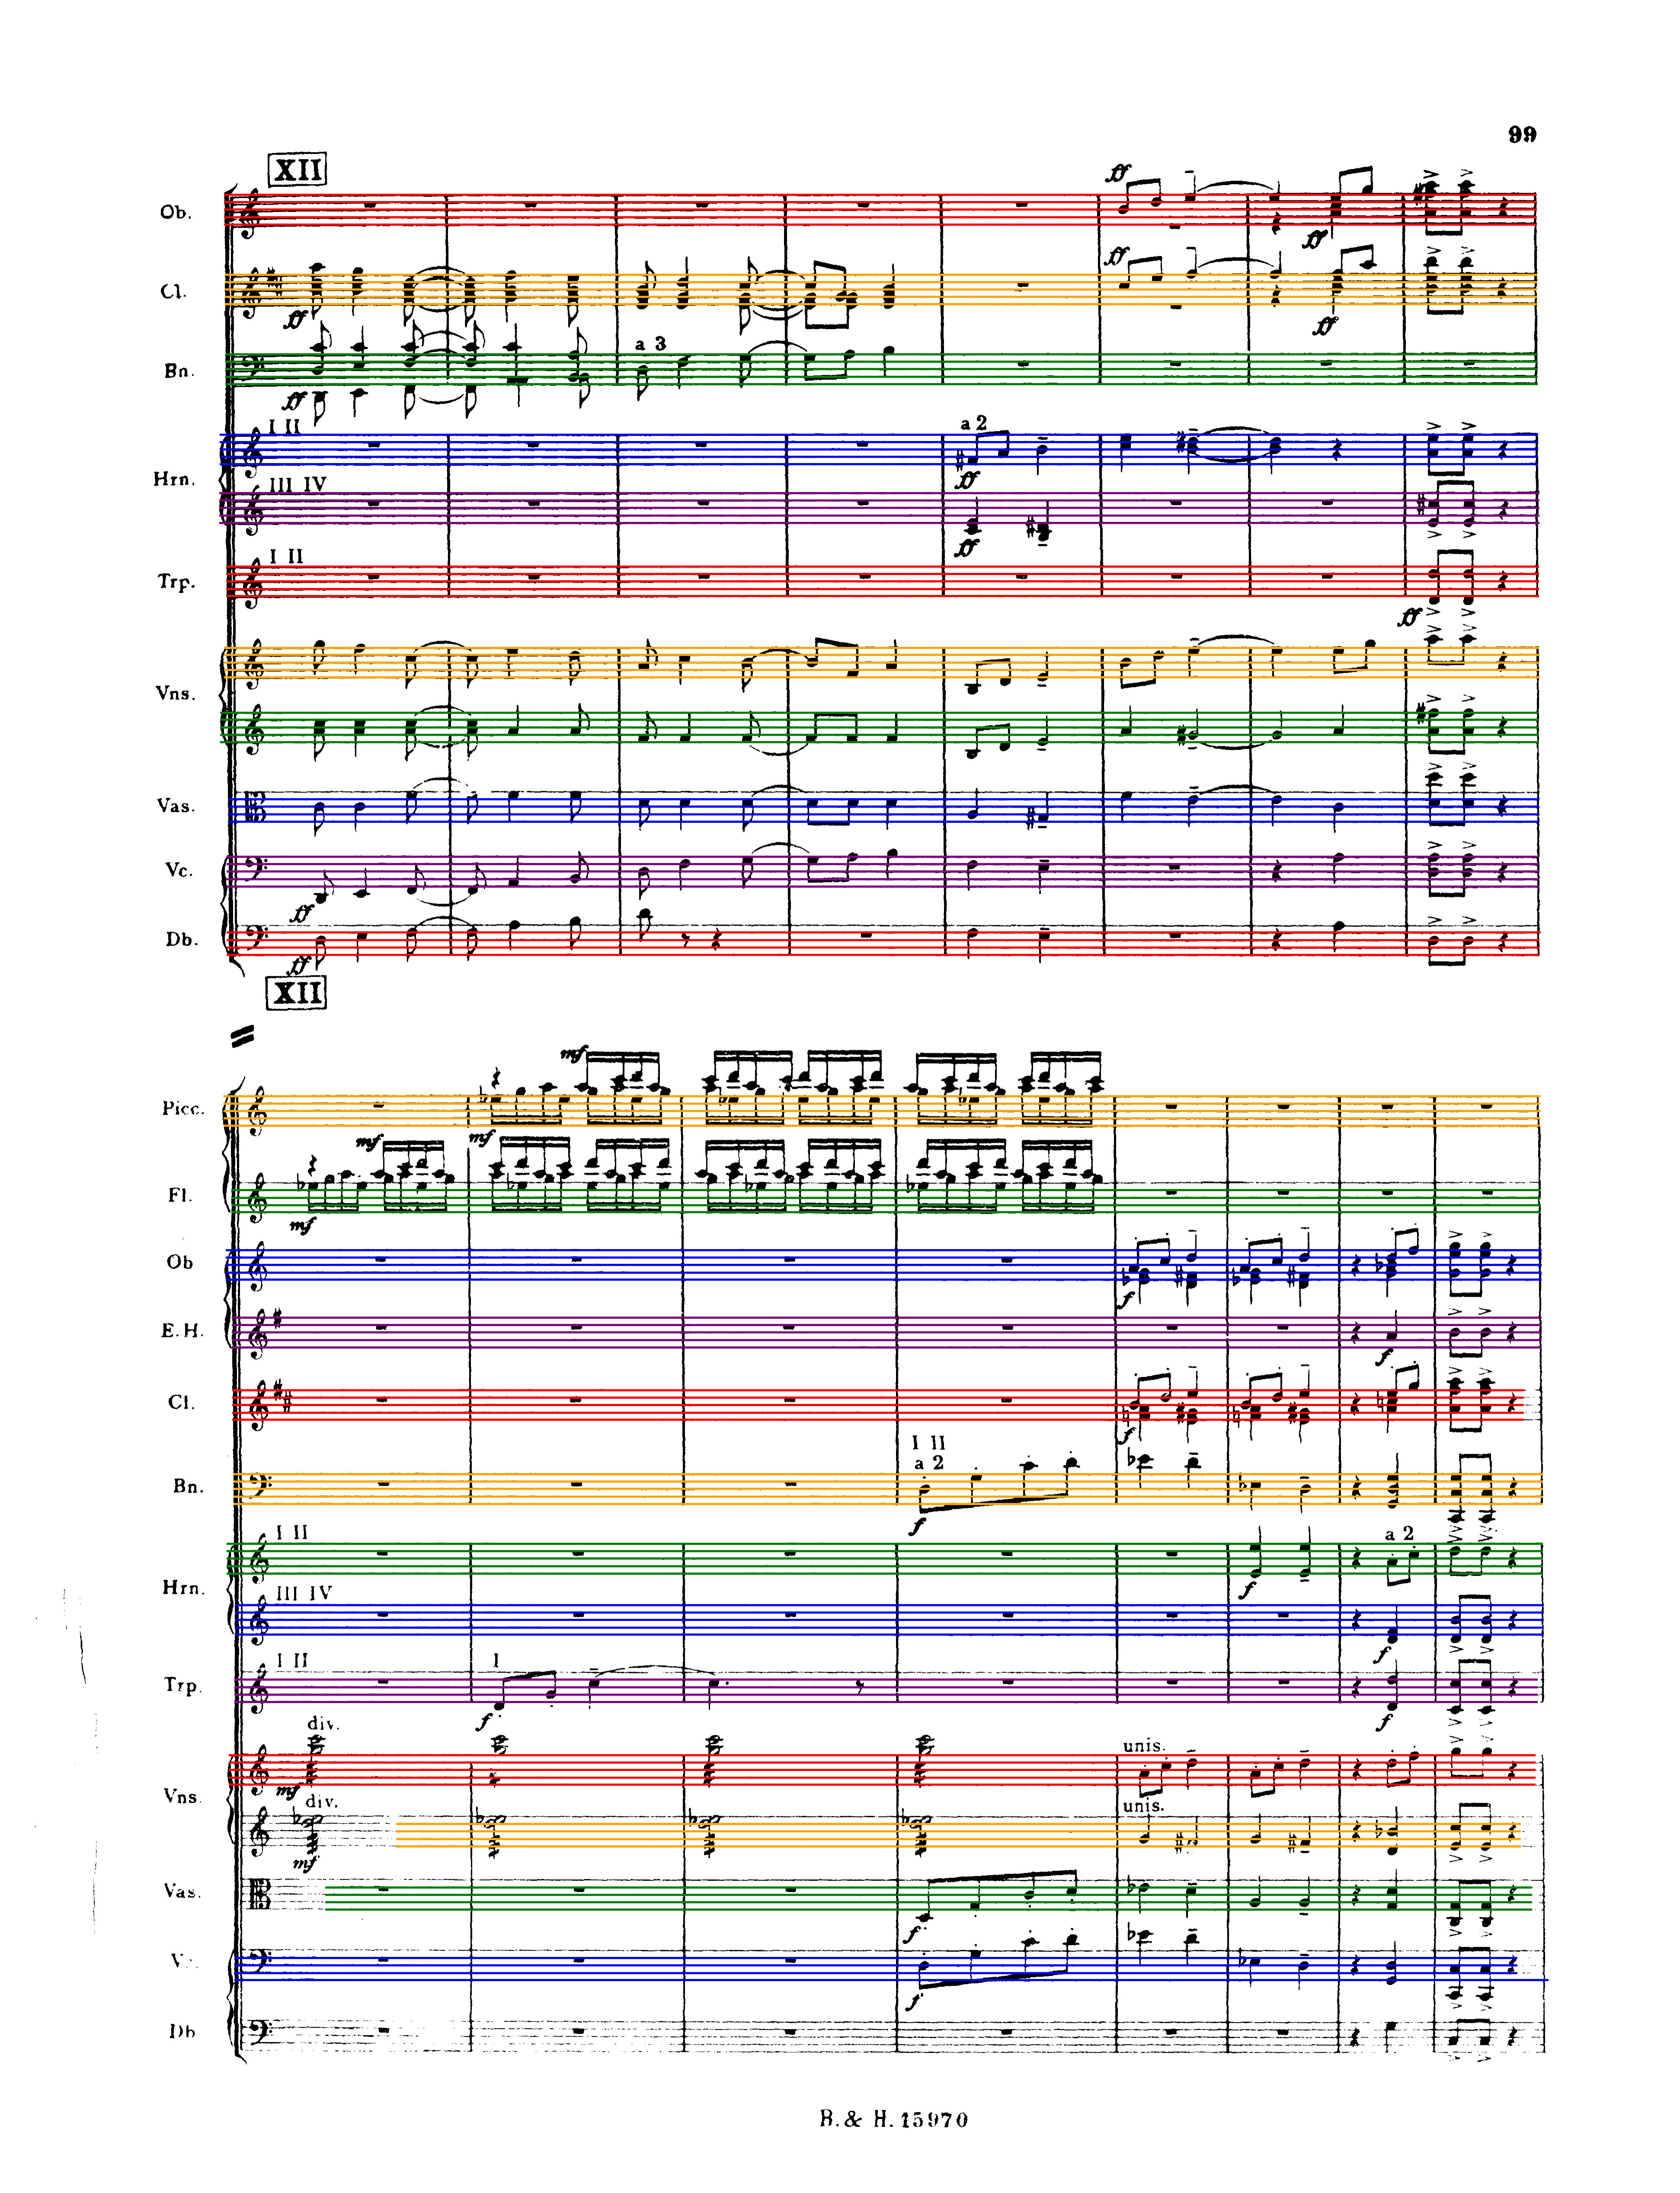 99
XII
Ob.
ff
ff
Cl.
ff
ff
ff
Bn.
a 3
ff
Hrn.
I II
a 2
ff
III IV
ff
Trp.
I II
ff
Vns.
Vas.
Vc.
ff
Db.
ff
XII
Picc.
mf
mf
Fl.
mf
mf
Ob
f
E.H.
f
Cl.
f
Bn.
I II
a 2
f
Hrn.
I II
a 2
f
III IV
f
Trp.
I II
I
f
f
Vns.
div.
unis.
mf
div.
unis.
mf
Vas.
f
f
Db
B. & H. 15970